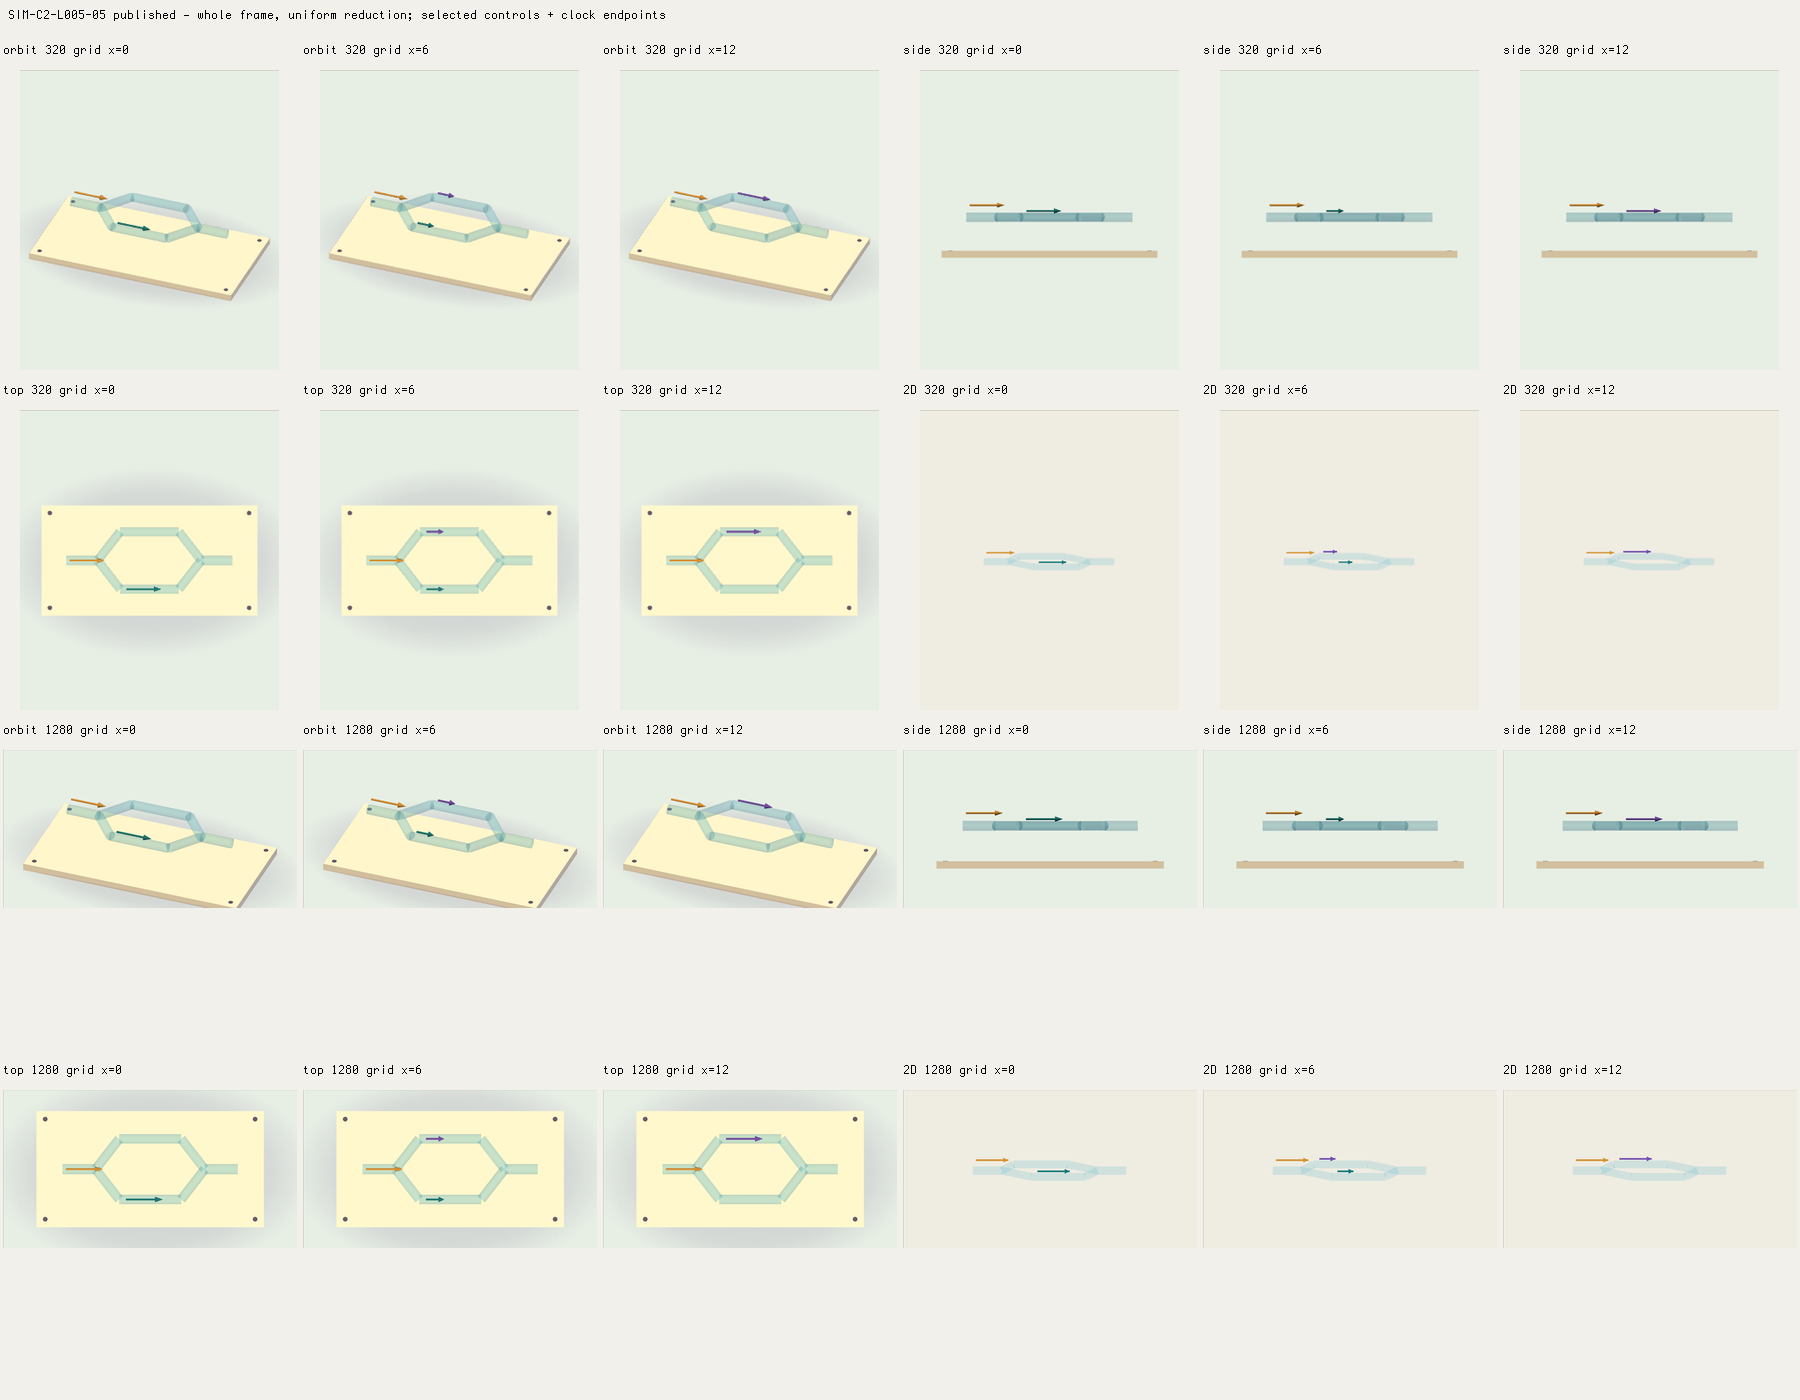 SIM-C2-L005-05 published — whole frame, uniform reduction; selected controls + clock endpoints
orbit 320 grid x=0
orbit 320 grid x=6
orbit 320 grid x=12
side 320 grid x=0
side 320 grid x=6
side 320 grid x=12
top 320 grid x=0
top 320 grid x=6
top 320 grid x=12
2D 320 grid x=0
2D 320 grid x=6
2D 320 grid x=12
orbit 1280 grid x=0
orbit 1280 grid x=6
orbit 1280 grid x=12
side 1280 grid x=0
side 1280 grid x=6
side 1280 grid x=12
top 1280 grid x=0
top 1280 grid x=6
top 1280 grid x=12
2D 1280 grid x=0
2D 1280 grid x=6
2D 1280 grid x=12